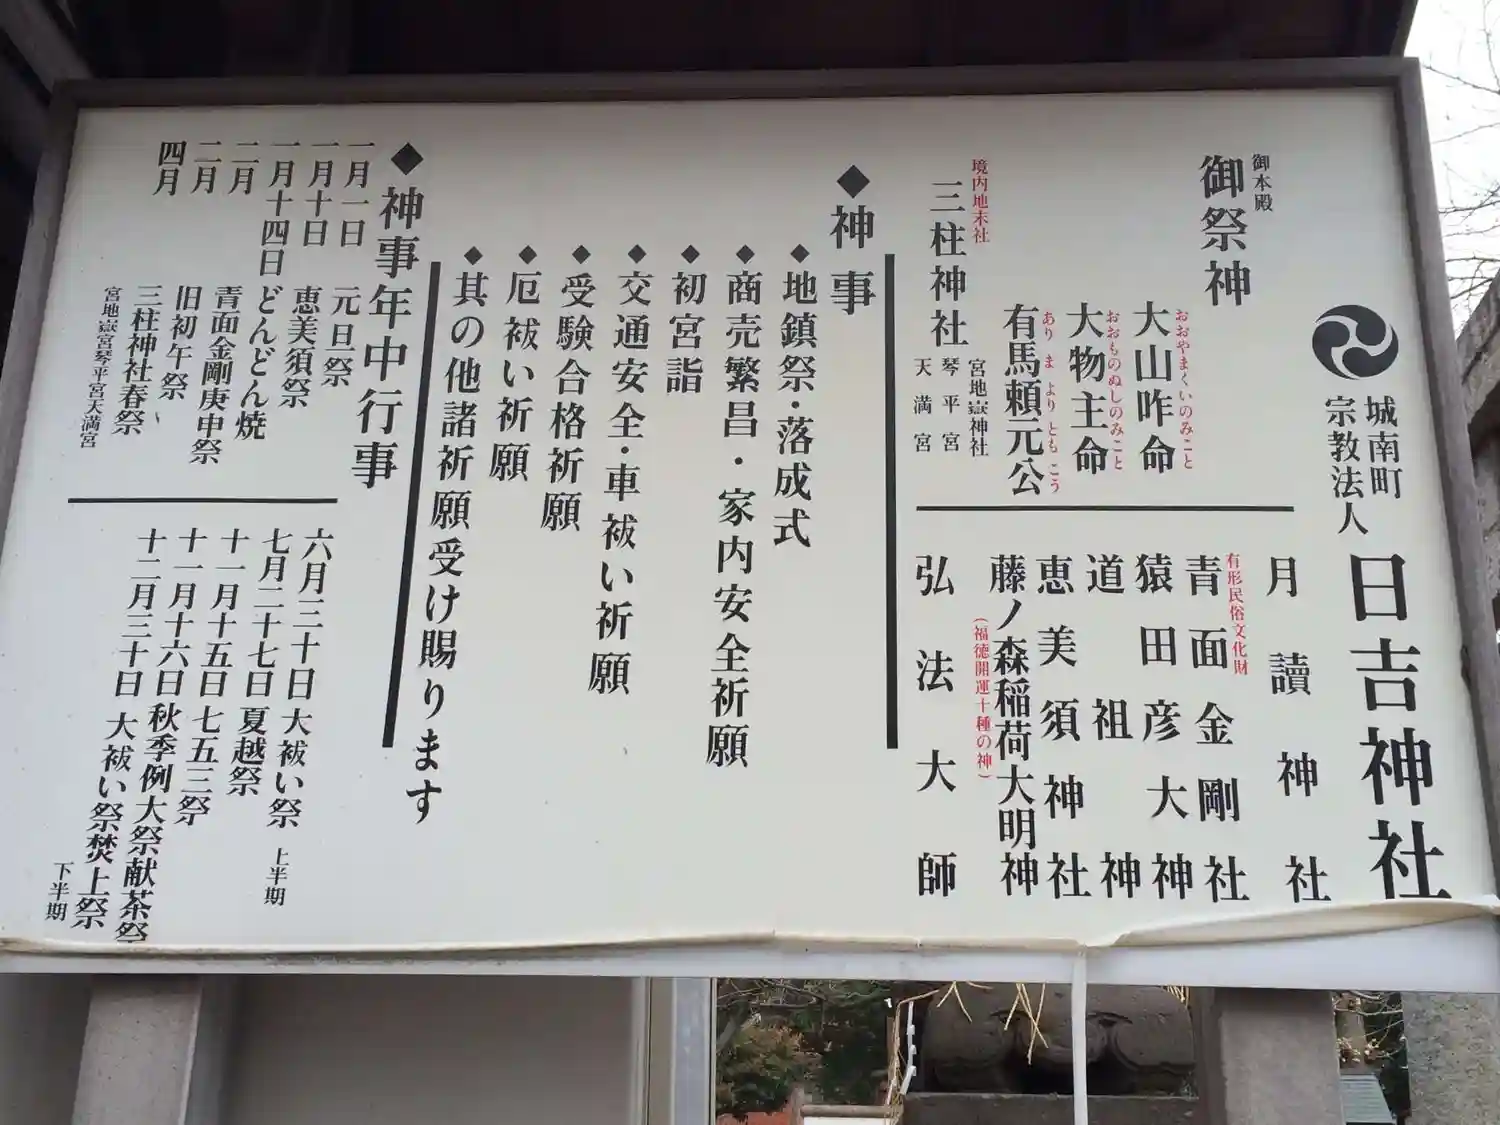 城南町
宗教法人
日吉神社
御本殿
御祭神
大山咋命
おおやまくいのみこと
大物主命
おおものぬしのみこと
有馬頼元公
ありまよりともこう
境内地末社
三柱神社
宮地嶽神社
琴平宮
天満宮
月讀神社
有形民俗文化財
青面金剛社
猿田彦大神
道祖神
恵美須神社
藤ノ森稲荷大明神
(福徳開運十種の神)
弘法大師
◆神事
◆地鎮祭・落成式
◆商売繁昌・家内安全祈願
◆初宮詣
◆交通安全・車祓い祈願
◆受験合格祈願
◆厄祓い祈願
◆其の他諸祈願受け賜ります
◆神事年中行事
一月一日 元旦祭
一月十日 恵美須祭
一月十四日 どんどん焼
二月 青面金剛庚申祭
二月 旧初午祭
四月 三柱神社春祭
宮地嶽宮琴平宮天満宮
六月三十日 大祓い祭 上半期
七月二十七日 夏越祭
十一月十五日 七五三祭
十一月十六日 秋季例大祭献茶祭
十二月三十日 大祓い祭焚上祭 下半期